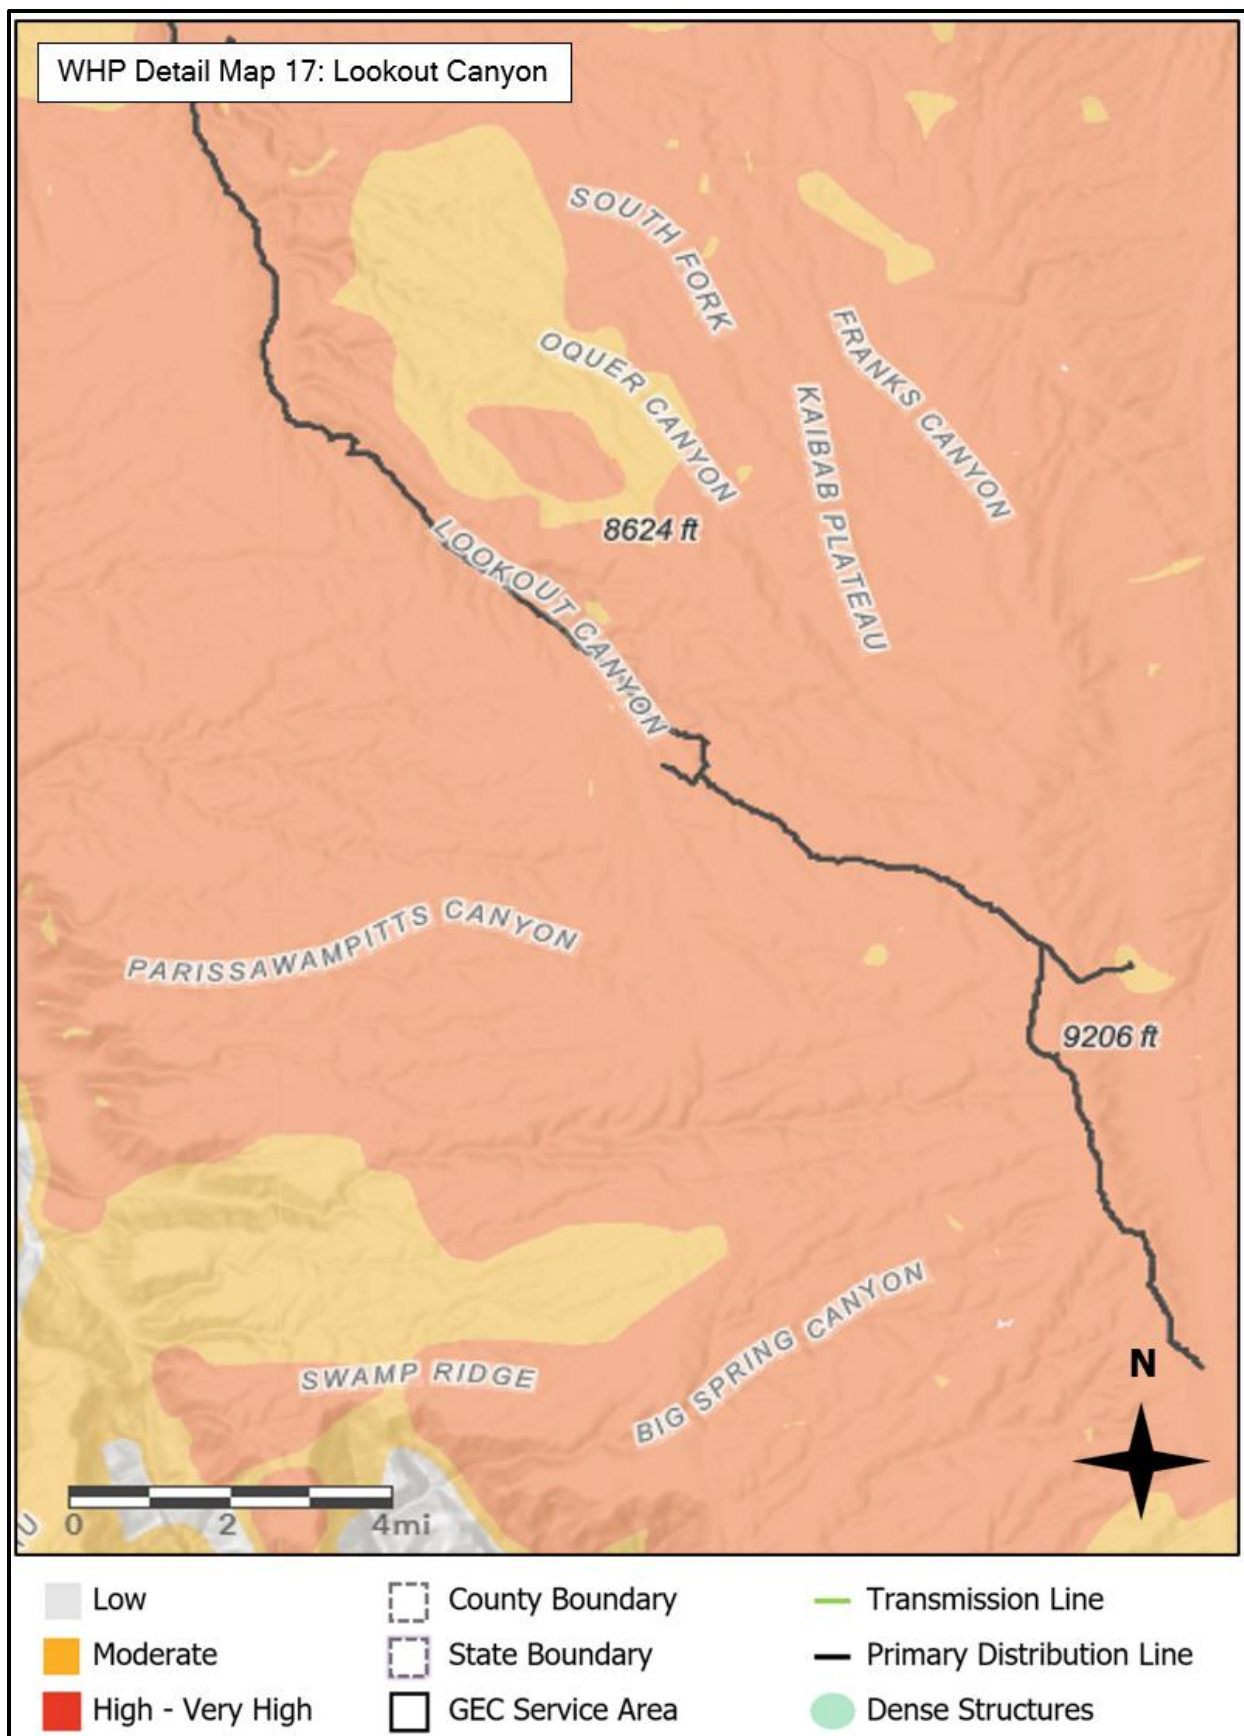 WHP Detail Map 17: Lookout Canyon
SOUTH FORK
OQUER CANYON
FRANKS CANYON
KAIBAB PLATEAU
8624 ft
LOOKOUT CANYON
PARISSAWAMPITTS CANYON
9206 ft
BIG SPRING CANYON
SWAMP RIDGE
N
0 2 4mi
Low
Moderate
High - Very High
County Boundary
State Boundary
GEC Service Area
Transmission Line
Primary Distribution Line
Dense Structures